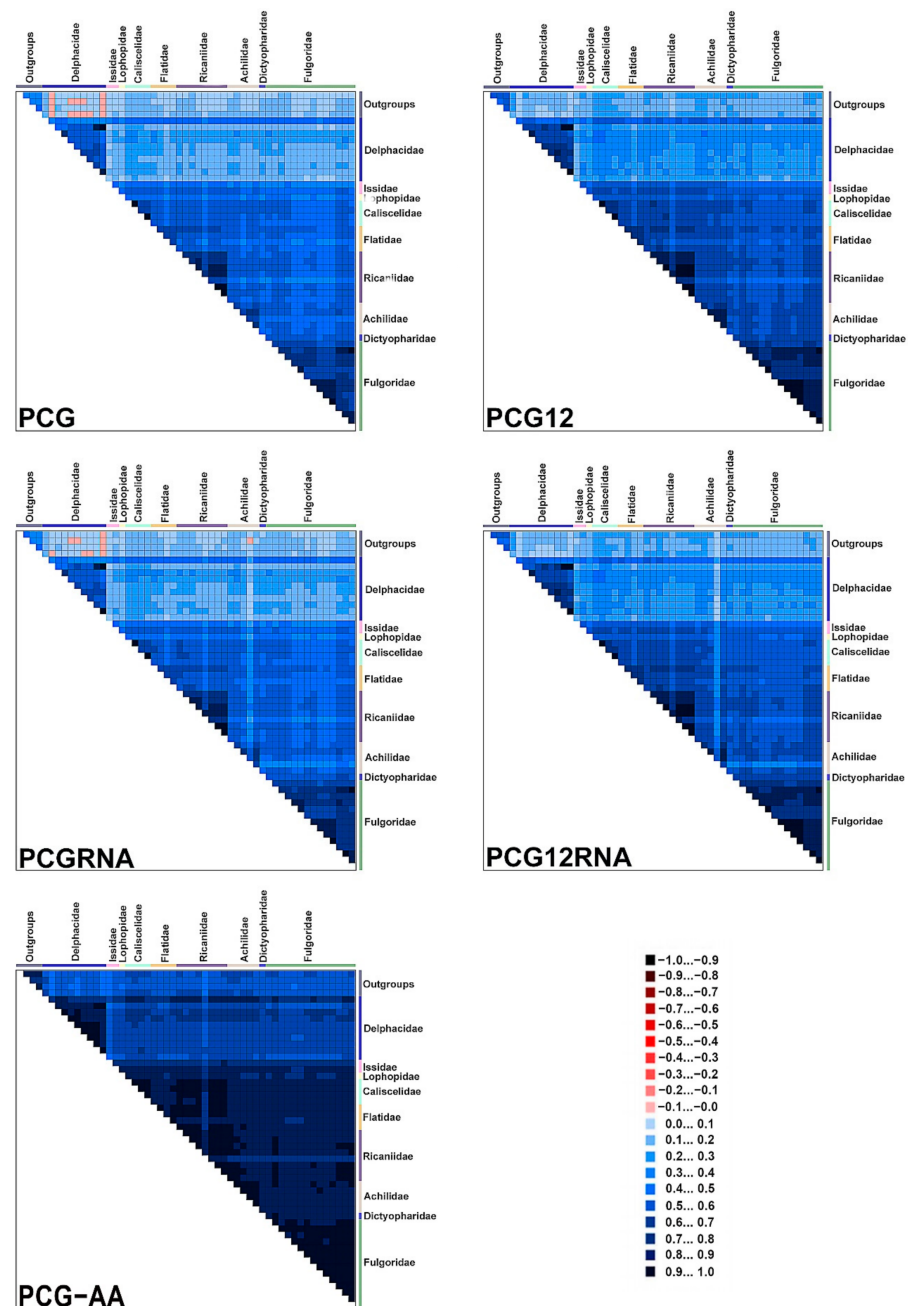 Outgroups
Delphacidae
Issidae
Lophopidae
Caliscelidae
Flatidae
Ricaniidae
Achilidae
Dictyopharidae
Fulgoridae
Outgroups
Delphacidae
Issidae
Lophopidae
Caliscelidae
Flatidae
Ricaniidae
Achilidae
Dictyopharidae
Fulgoridae
PCG
Outgroups
Delphacidae
Issidae
Lophopidae
Caliscelidae
Flatidae
Ricaniidae
Achilidae
Dictyopharidae
Fulgoridae
Outgroups
Delphacidae
Issidae
Lophopidae
Caliscelidae
Flatidae
Ricaniidae
Achilidae
Dictyopharidae
Fulgoridae
PCG12
Outgroups
Delphacidae
Issidae
Lophopidae
Caliscelidae
Flatidae
Ricaniidae
Achilidae
Dictyopharidae
Fulgoridae
Outgroups
Delphacidae
Issidae
Lophopidae
Caliscelidae
Flatidae
Ricaniidae
Achilidae
Dictyopharidae
Fulgoridae
PCGRNA
Outgroups
Delphacidae
Issidae
Lophopidae
Caliscelidae
Flatidae
Ricaniidae
Achilidae
Dictyopharidae
Fulgoridae
Outgroups
Delphacidae
Issidae
Lophopidae
Caliscelidae
Flatidae
Ricaniidae
Achilidae
Dictyopharidae
Fulgoridae
PCG12RNA
Outgroups
Delphacidae
Issidae
Lophopidae
Caliscelidae
Flatidae
Ricaniidae
Achilidae
Dictyopharidae
Fulgoridae
Outgroups
Delphacidae
Issidae
Lophopidae
Caliscelidae
Flatidae
Ricaniidae
Achilidae
Dictyopharidae
Fulgoridae
PCG−AA
−1.0...−0.9
−0.9...−0.8
−0.8...−0.7
−0.7...−0.6
−0.6...−0.5
−0.5...−0.4
−0.4...−0.3
−0.3...−0.2
−0.2...−0.1
−0.1...−0.0
0.0... 0.1
0.1... 0.2
0.2... 0.3
0.3... 0.4
0.4... 0.5
0.5... 0.6
0.6... 0.7
0.7... 0.8
0.8... 0.9
0.9... 1.0